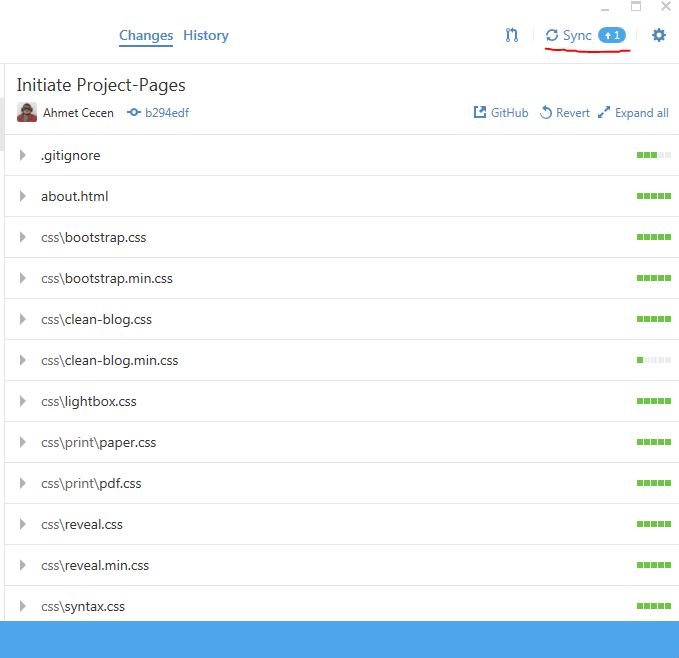 Changes History Sync 1
Initiate Project-Pages
Ahmet Cecen b294edf GitHub Revert Expand all
.gitignore
about.html
css\bootstrap.css
css\bootstrap.min.css
css\clean-blog.css
css\clean-blog.min.css
css\lightbox.css
css\print\paper.css
css\print\pdf.css
css\reveal.css
css\reveal.min.css
css\syntax.css